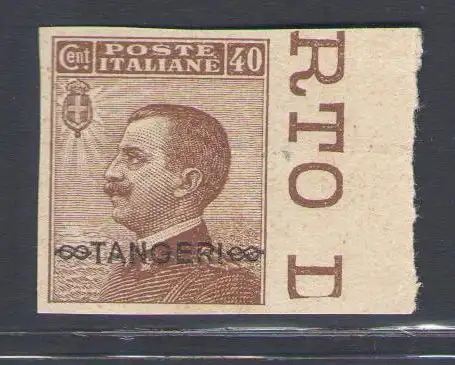 Cent POSTE ITALIANE 40
∞TANGERI∞
RTO D